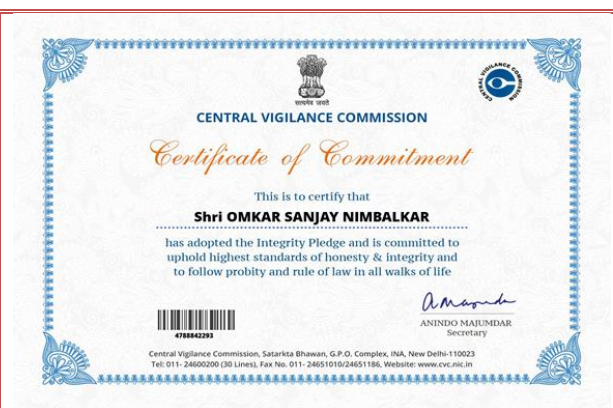 सत्यमेव जयते
CENTRAL VIGILANCE COMMISSION
CENTRAL VIGILANCE COMMISSION
Certificate of Commitment
This is to certify that
Shri OMKAR SANJAY NIMBALKAR
has adopted the Integrity Pledge and is committed to
uphold highest standards of honesty & integrity and
to follow probity and rule of law in all walks of life
4788842293
ANINDO MAJUMDAR
Secretary
Central Vigilance Commission, Satarkta Bhawan, G.P.O. Complex, INA, New Delhi-110023
Tel: 011- 24600200 (30 Lines), Fax No. 011- 24651010/24651186, Website: www.cvc.nic.in